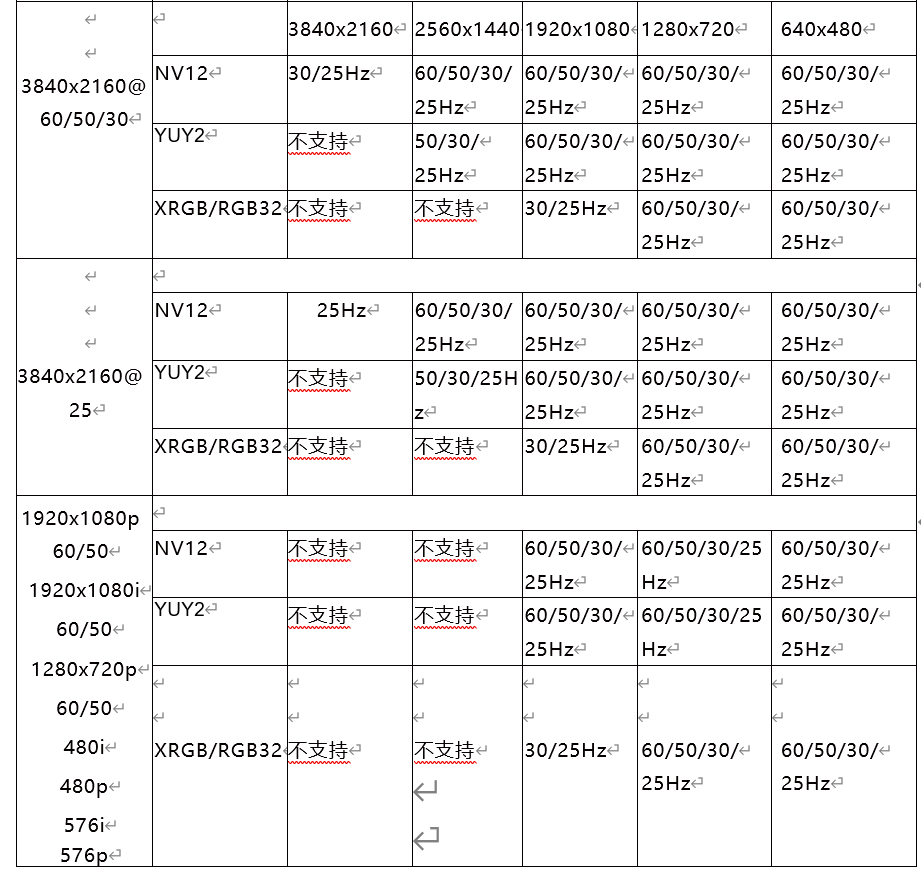 3840x2160 2560x1440 1920x1080 1280x720 640x480
3840x2160@
60/50/30
NV12 30/25Hz 60/50/30/ 60/50/30/ 60/50/30/ 60/50/30/
25Hz 25Hz 25Hz 25Hz
YUY2 不支持 50/30/ 60/50/30/ 60/50/30/ 60/50/30/
25Hz 25Hz 25Hz 25Hz
XRGB/RGB32 不支持 不支持 30/25Hz 60/50/30/ 60/50/30/
25Hz 25Hz
3840x2160@
25
NV12 25Hz 60/50/30/ 60/50/30/ 60/50/30/ 60/50/30/
25Hz 25Hz 25Hz 25Hz
YUY2 不支持 50/30/25H 60/50/30/ 60/50/30/ 60/50/30/
z 25Hz 25Hz 25Hz
XRGB/RGB32 不支持 不支持 30/25Hz 60/50/30/ 60/50/30/
25Hz 25Hz
1920x1080p
60/50
1920x1080i
60/50
1280x720p
60/50
480i
480p
576i
576p
NV12 不支持 不支持 60/50/30/ 60/50/30/25 60/50/30/
25Hz Hz 25Hz
YUY2 不支持 不支持 60/50/30/ 60/50/30/25 60/50/30/
25Hz Hz 25Hz
XRGB/RGB32 不支持 不支持 30/25Hz 60/50/30/ 60/50/30/
25Hz 25Hz